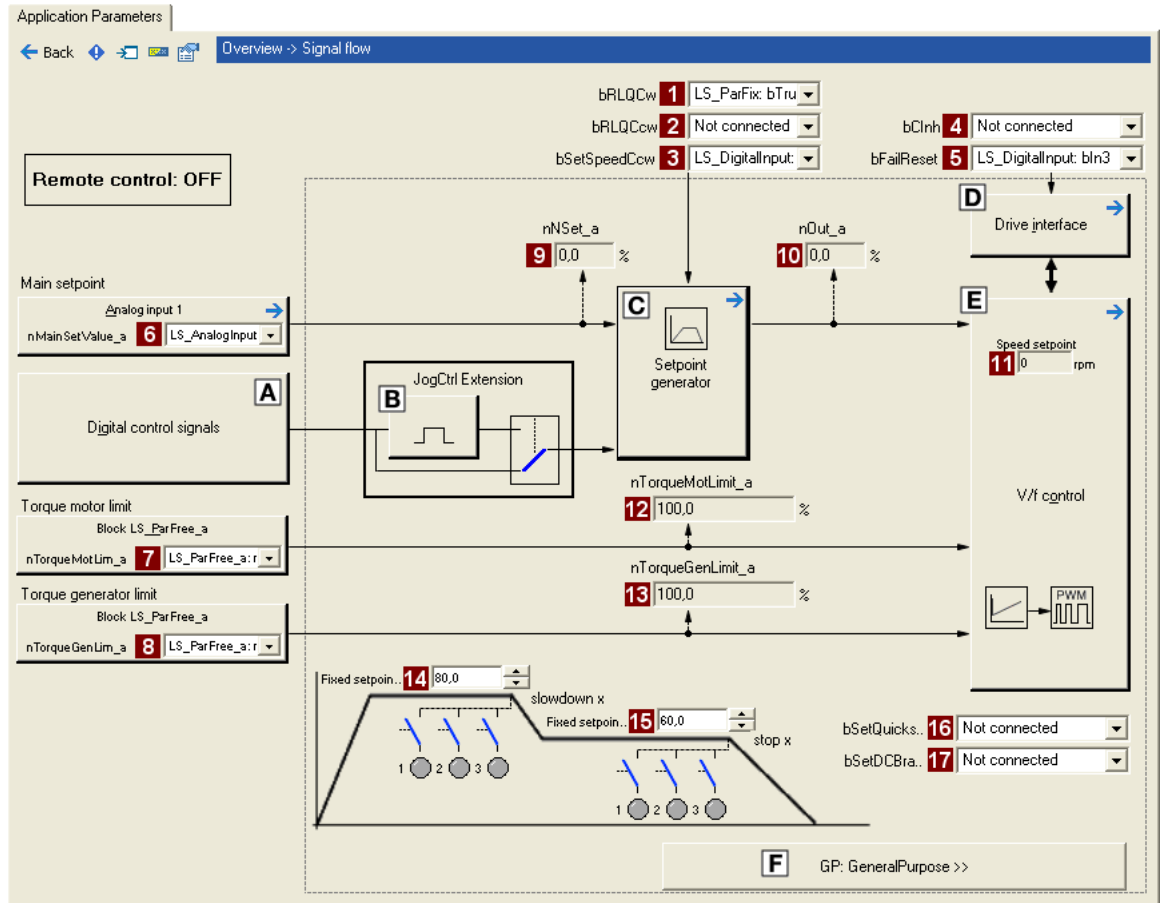 Application Parameters
Back
Overview -> Signal flow
bRLQCw 1 LS_ParFix: bTru
bRLQCcw 2 Not connected
bCInh 4 Not connected
bSetSpeedCcw 3 LS_DigitalInput:
bFailReset 5 LS_DigitalInput: bIn3
Remote control: OFF
D
Drive interface
nNSet_a
9 0,0 %
nOut_a
10 0,0 %
Main setpoint
Analog input 1
nMainSetValue_a 6 LS_AnalogInput
C
Setpoint
generator
E
Speed setpoint
11 0 rpm
A
Digital control signals
JogCtrl Extension
B
V/f control
PWM
nTorqueMotLimit_a
12 100,0 %
Torque motor limit
Block LS_ParFree_a
nTorqueMotLim_a 7 LS_ParFree_a: r
nTorqueGenLimit_a
13 100,0 %
Torque generator limit
Block LS_ParFree_a
nTorqueGenLim_a 8 LS_ParFree_a: r
Fixed setpoin.. 14 80,0
slowdown x
Fixed setpoin.. 15 60,0
stop x
1 2 3
1 2 3
bSetQuicks.. 16 Not connected
bSetDCBra.. 17 Not connected
F GP: GeneralPurpose >>